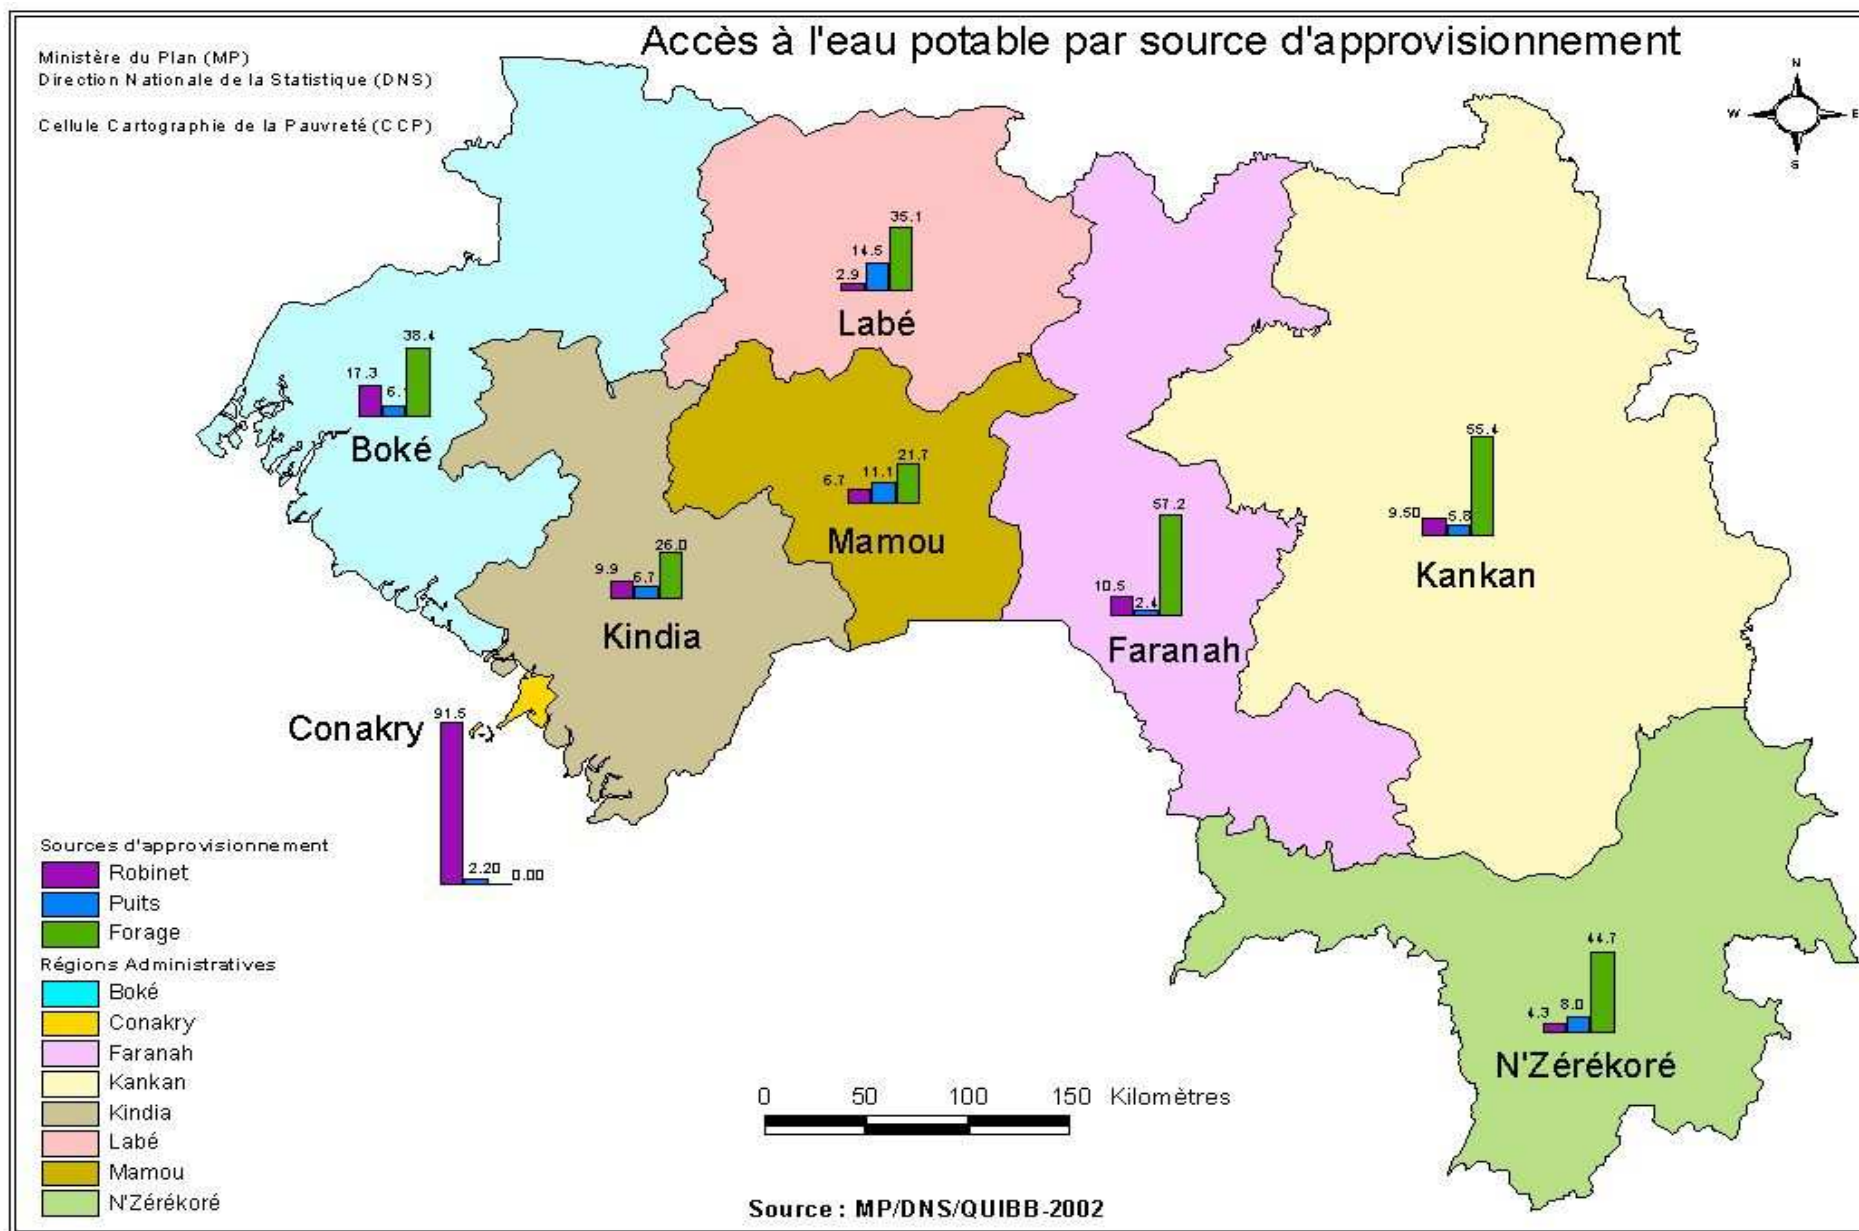 Accès à l'eau potable par source d'approvisionnement
Ministère du Plan (MP)
Direction Nationale de la Statistique (DNS)
Cellule Cartographie de la Pauvreté (CCP)
N
W E
S
35.1
14.5
2.9
Labé
38.4
17.3
Boké
21.7
11.1
6.7
Mamou
55.4
9.50
5.8
Kankan
57.2
10.5
2.4
Faranah
26.0
9.9
6.7
Kindia
91.5
Conakry
2.20
0.00
44.7
8.0
4.3
N'Zérékoré
Sources d'approvisionnement
Robinet
Puits
Forage
Régions Administratives
Boké
Conakry
Faranah
Kankan
Kindia
Labé
Mamou
N'Zérékoré
0 50 100 150 Kilomètres
Source : MP/DNS/QUIBB-2002